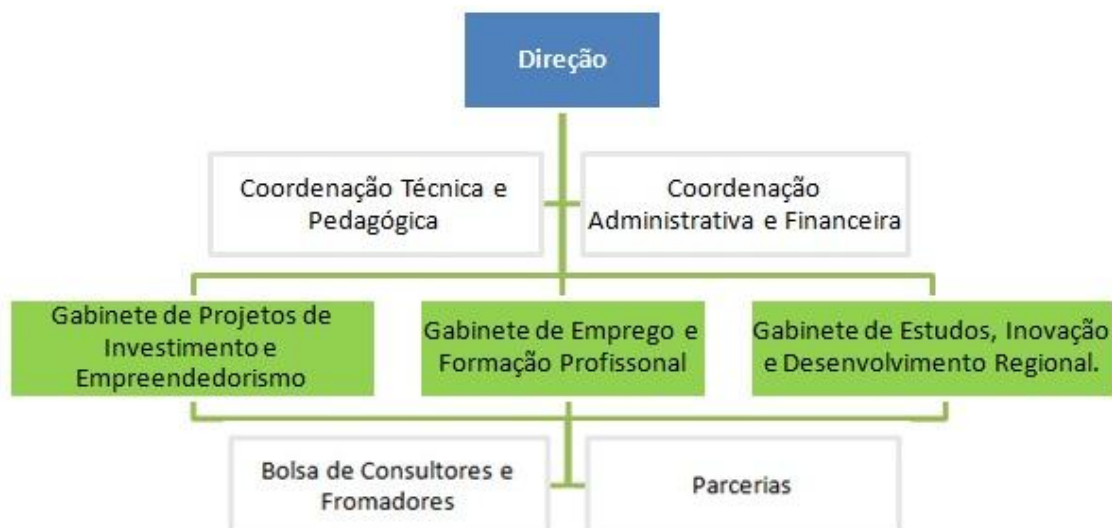 Direção
Coordenação Técnica e
Pedagógica
Coordenação
Administrativa e Financeira
Gabinete de Projetos de
Investimento e
Empreendedorismo
Gabinete de Emprego e
Formação Profissonal
Gabinete de Estudos, Inovação
e Desenvolvimento Regional.
Bolsa de Consultores e
Fromadores
Parcerias